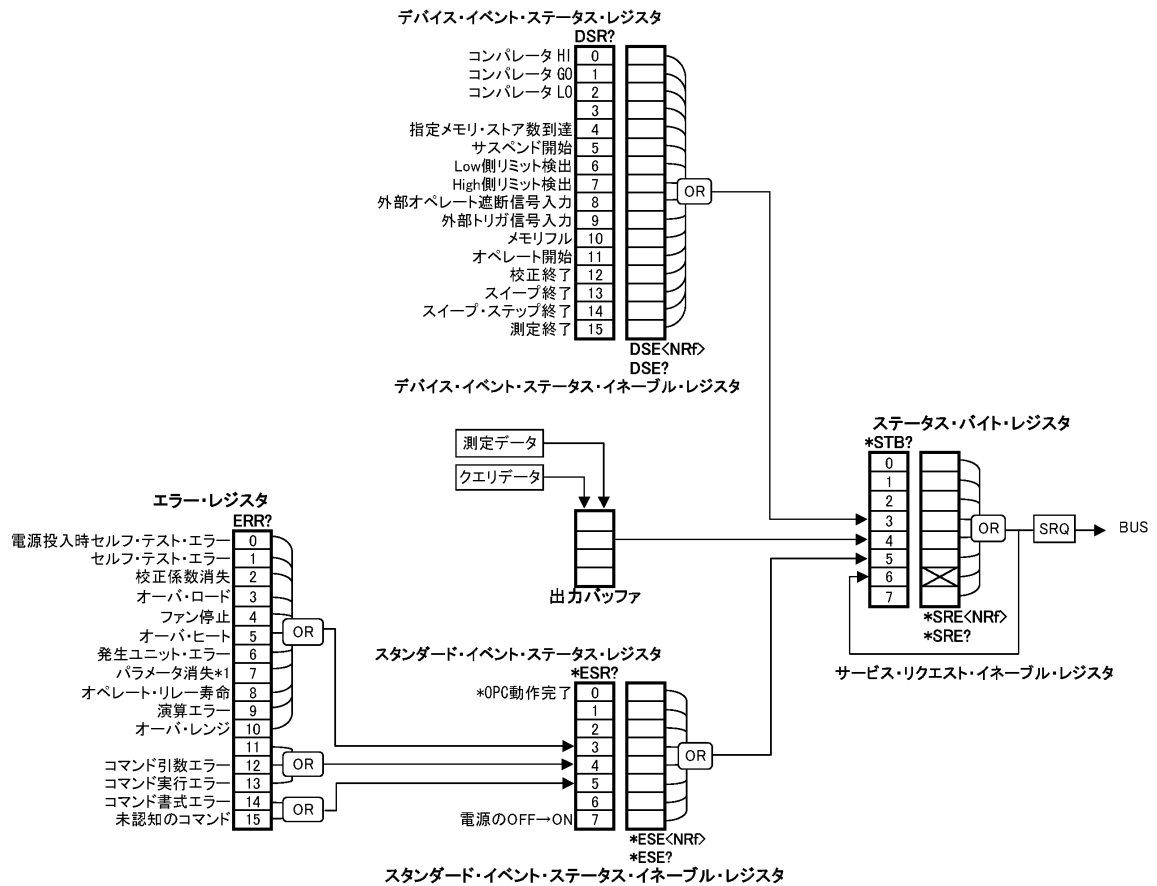 デバイス・イベント・ステータス・レジスタ
DSR?
コンパレータ HI 0
コンパレータ GO 1
コンパレータ LO 2
3
指定メモリ・ストア数到達 4
サスペンド開始 5
Low側リミット検出 6
High側リミット検出 7
外部オペレート遮断信号入力 8
外部トリガ信号入力 9
メモリフル 10
オペレート開始 11
校正終了 12
スイープ終了 13
スイープ・ステップ終了 14
測定終了 15
OR
DSE<NRf>
DSE?
デバイス・イベント・ステータス・イネーブル・レジスタ
測定データ
クエリデータ
出力バッファ
ステータス・バイト・レジスタ
*STB?
0
1
2
3
4
5
6
7
OR
SRQ
BUS
*SRE<NRf>
*SRE?
サービス・リクエスト・イネーブル・レジスタ
エラー・レジスタ
ERR?
電源投入時セルフ・テスト・エラー 0
セルフ・テスト・エラー 1
校正係数消失 2
オーバ・ロード 3
ファン停止 4
オーバ・ヒート 5
発生ユニット・エラー 6
パラメータ消失*1 7
オペレート・リレー寿命 8
演算エラー 9
オーバ・レンジ 10
11
コマンド引数エラー 12
コマンド実行エラー 13
コマンド書式エラー 14
未認知のコマンド 15
OR
OR
OR
スタンダード・イベント・ステータス・レジスタ
*ESR?
*OPC動作完了 0
1
2
3
4
5
6
電源のOFF→ON 7
OR
*ESE<NRf>
*ESE?
スタンダード・イベント・ステータス・イネーブル・レジスタ